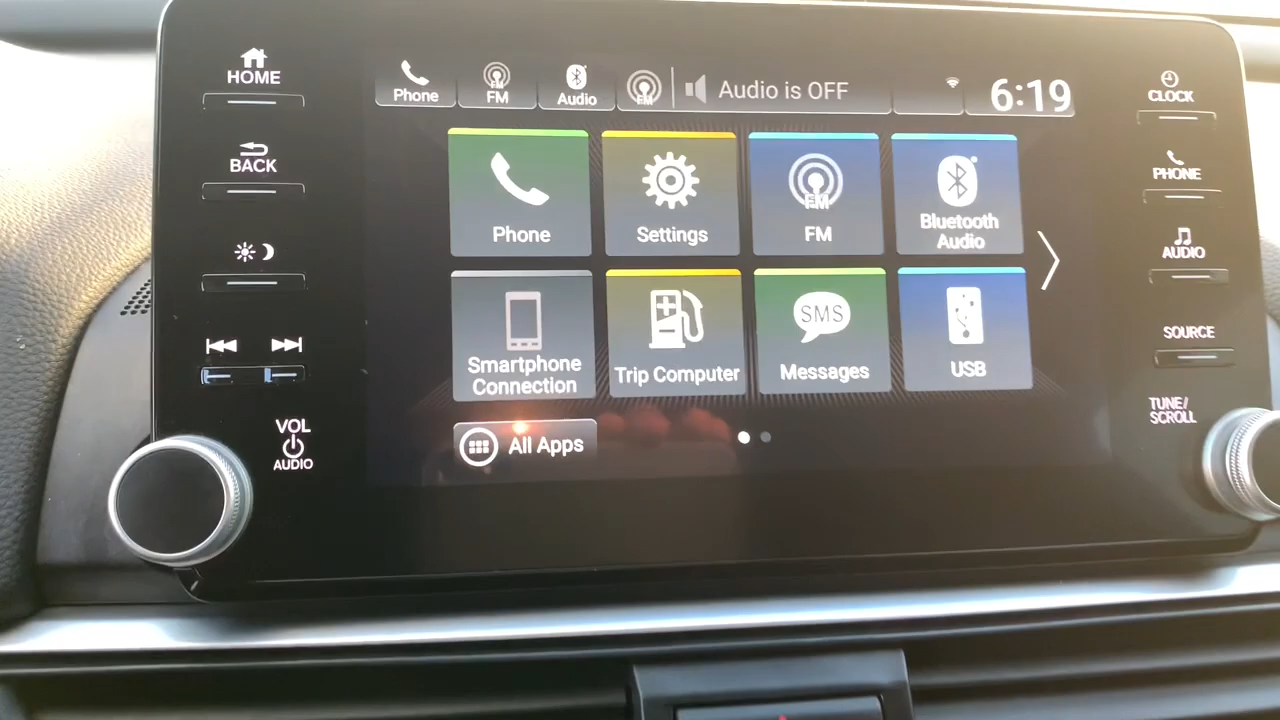 HOME
BACK
VOL
AUDIO
Phone
FM
FM
Audio
FM
Audio is OFF
6:19
Phone
Settings
FM
FM
Bluetooth
Audio
Smartphone
Connection
Trip Computer
SMS
Messages
USB
All Apps
CLOCK
PHONE
AUDIO
SOURCE
TUNE/
SCROLL